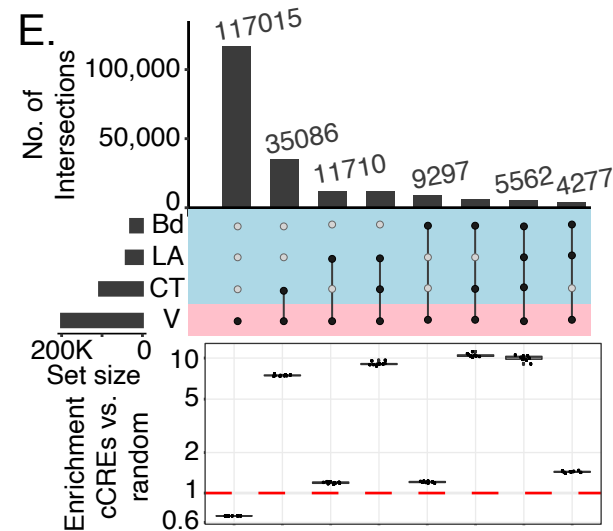 E.
117015
35086
11710
9297
5562
4277
No. of
Intersections
100,000
50,000
0
Bd
LA
CT
V
200K 0
Set size
Enrichment
cCREs vs.
random
10
5
2
1
0.6